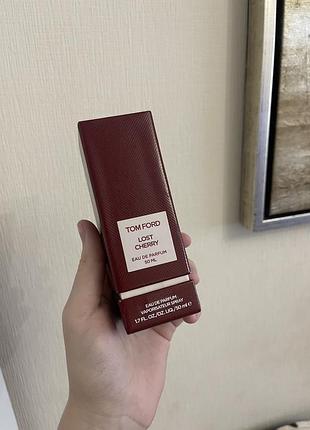 TOM FORD
LOST
CHERRY
EAU DE PARFUM
50 ML
EAU DE PARFUM
VAPORISATEUR SPRAY
1.7 FL.OZ./OZ.LIQ./50 ml e